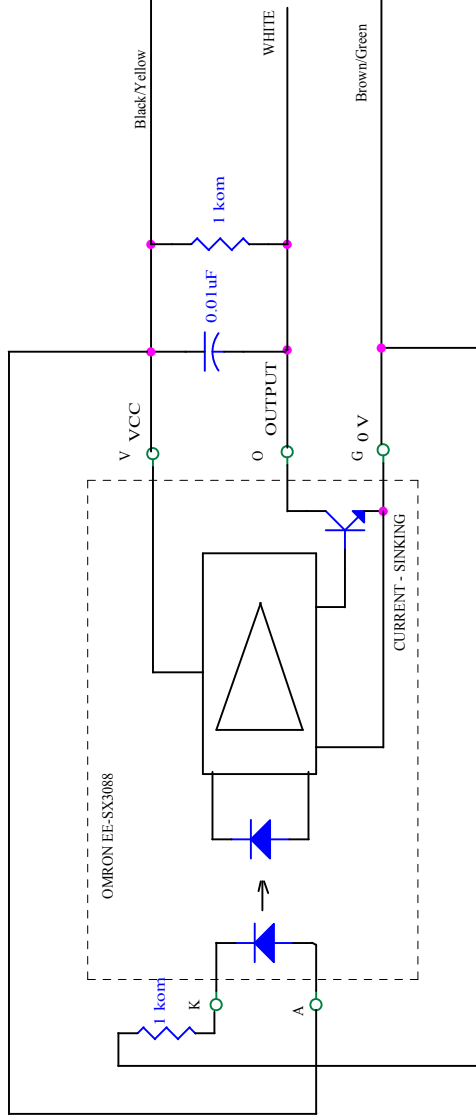 Black/Yellow
WHITE
Brown/Green
1 kom
0.01uF
V
VCC
O
OUTPUT
G
0 V
OMRON EE-SX3088
CURRENT - SINKING
1 kom
K
A